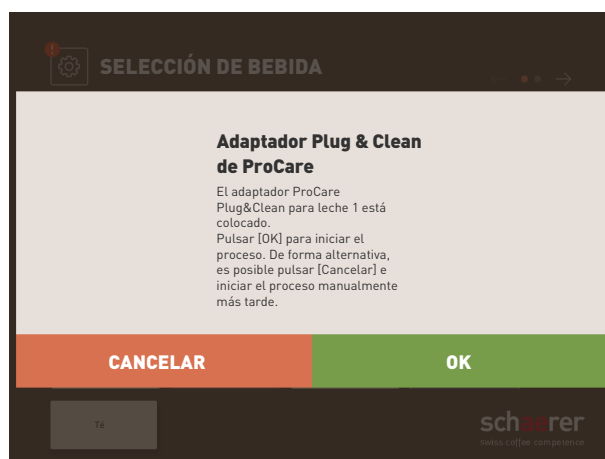 !
SELECCIÓN DE BEBIDA
Adaptador Plug & Clean
de ProCare
El adaptador ProCare
Plug&Clean para leche 1 está
colocado.
Pulsar [OK] para iniciar el
proceso. De forma alternativa,
es posible pulsar [Cancelar] e
iniciar el proceso manualmente
más tarde.
CANCELAR
OK
Té
schaerer
swiss coffee competence